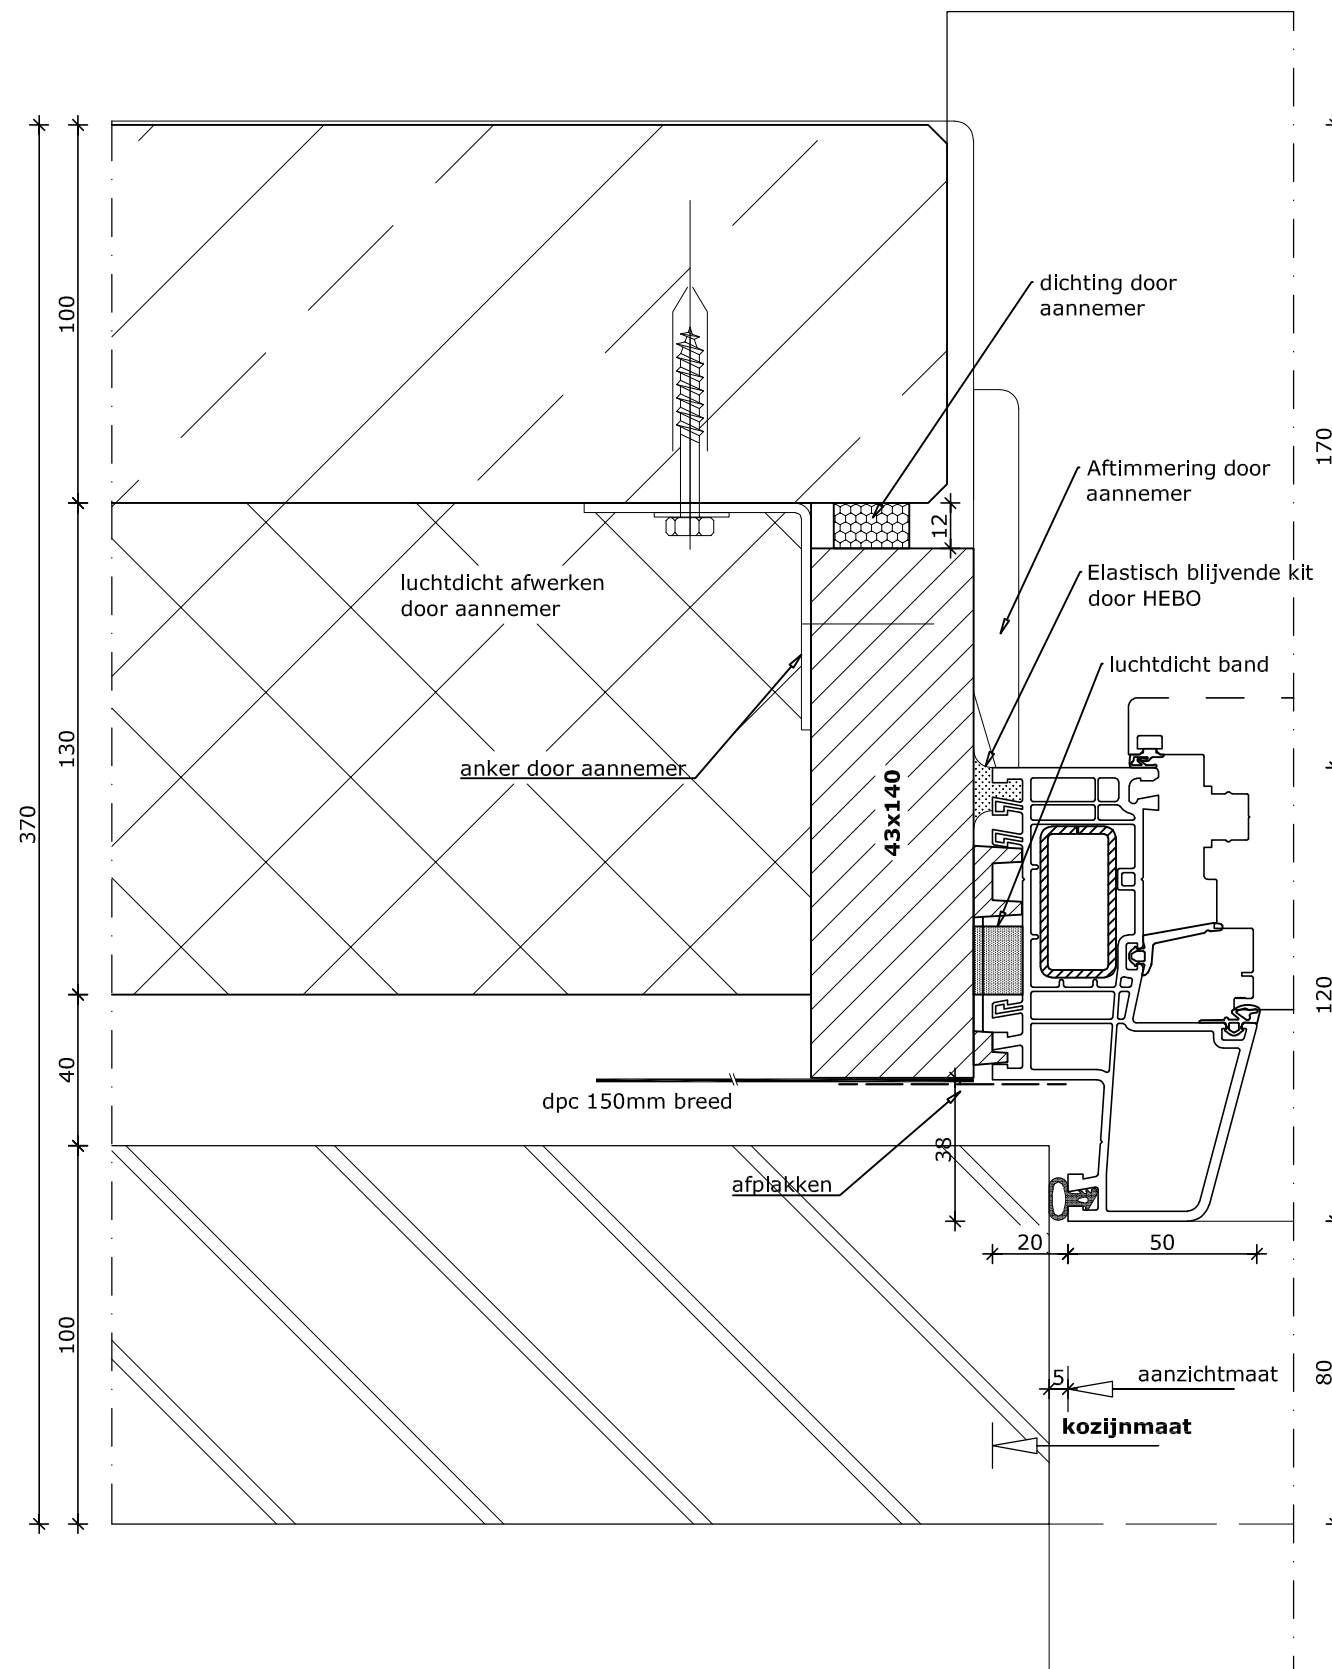 dichting door
aannemer
100
170
Aftimmering door
aannemer
12
luchtdicht afwerken
door aannemer
Elastisch blijvende kit
door HEBO
luchtdicht band
130
anker door aannemer
43x140
370
120
40
dpc 150mm breed
38
afplakken
20
50
100
5
aanzichtmaat
80
kozijnmaat